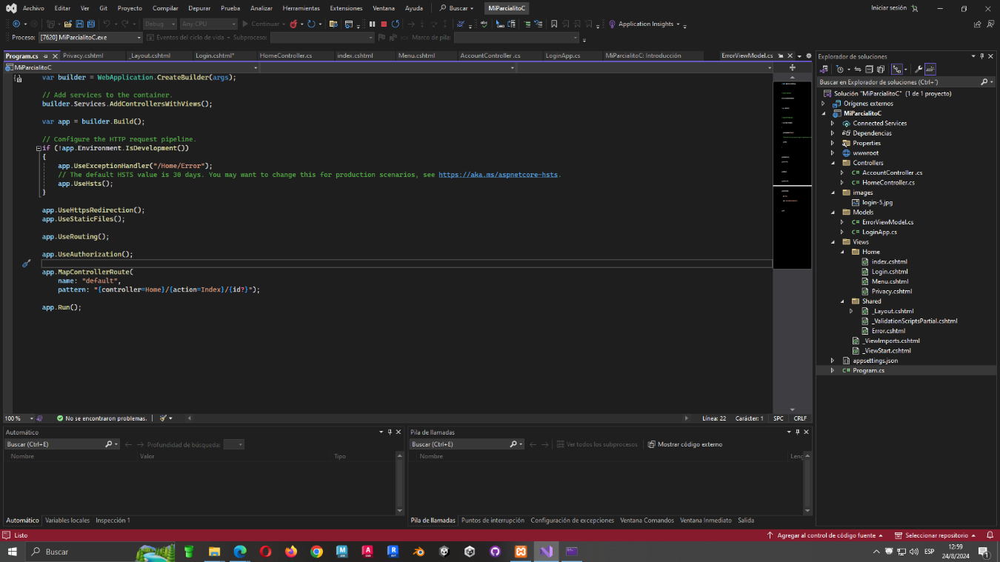 Archivo Editar Ver Git Proyecto Compilar Depurar Prueba Analizar Herramientas Extensiones Ventana Ayuda Buscar MiParcialitoC Iniciar sesión
Debug Any CPU Continuar Application Insights
Proceso: [7620] MiParcialitoC.exe Eventos del ciclo de vida Subproceso: Marco de pila:
Program.cs Privacy.cshtml _Layout.cshtml Login.cshtml* HomeController.cs index.cshtml Menu.cshtml AccountController .cs LoginApp.cs MiParcialitoC: Introducción ErrorViewModel.cs
MiParcialitoC
var builder = WebApplication.CreateBuilder(args);
// Add services to the container.
builder.Services.AddControllersWithViews();
var app = builder.Build();
// Configure the HTTP request pipeline.
if (!app.Environment.IsDevelopment())
{
app.UseExceptionHandler("/Home/Error");
// The default HSTS value is 30 days. You may want to change this for production scenarios, see https://aka.ms/aspnetcore-hsts.
app.UseHsts();
}
app.UseHttpsRedirection();
app.UseStaticFiles();
app.UseRouting();
app.UseAuthorization();
app.MapControllerRoute(
name: "default",
pattern: "{controller=Home}/{action=Index}/{id?}");
app.Run();
100 % No se encontraron problemas. Línea: 22 Carácter: 1 SPC CRLF
Explorador de soluciones
Buscar en Explorador de soluciones (Ctrl+´)
Solución "MiParcialitoC" (1 de 1 proyecto)
Orígenes externos
MiParcialitoC
Connected Services
Dependencias
Properties
wwwroot
Controllers
C# AccountController .cs
C# HomeController.cs
images
login-5.jpg
Models
C# ErrorViewModel.cs
C# LoginApp.cs
Views
Home
index.cshtml
Login.cshtml
Menu.cshtml
Privacy.cshtml
Shared
_Layout.cshtml
_ValidationScriptsPartial.cshtml
Error.cshtml
_ViewImports.cshtml
_ViewStart.cshtml
appsettings.json
C# Program.cs
Automático
Buscar (Ctrl+E) Profundidad de búsqueda:
Nombre Valor Tipo
Automático Variables locales Inspección 1
Pila de llamadas
Buscar (Ctrl+E) Ver todos los subprocesos Mostrar código externo
Nombre Leng
Pila de llamadas Puntos de interrupción Configuración de excepciones Ventana Comandos Ventana Inmediato Salida
Listo Agregar al control de código fuente Seleccionar repositorio
Buscar ESP 12:59
24/8/2024